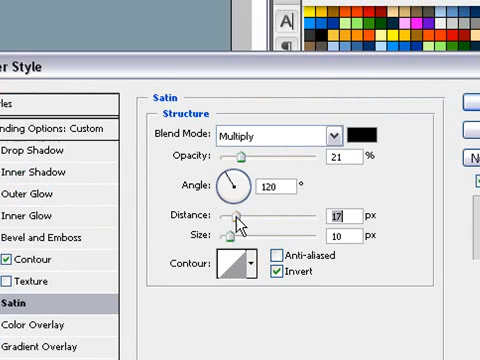 A
er Style
yles
nding Options: Custom
Drop Shadow
Inner Shadow
Outer Glow
Inner Glow
Bevel and Emboss
Contour
Texture
Satin
Color Overlay
Gradient Overlay
Satin
Structure
Blend Mode: Multiply
Opacity: 21 %
Angle: 120 °
Distance: 17 px
Size: 10 px
Contour: Anti-aliased
Invert
N